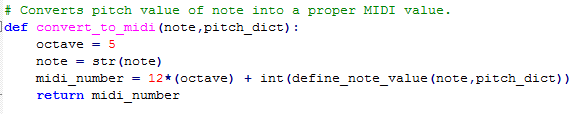 # Converts pitch value of note into a proper MIDI value.
def convert_to_midi(note,pitch_dict):
    octave = 5
    note = str(note)
    midi_number = 12*(octave) + int(define_note_value(note,pitch_dict))
    return midi_number